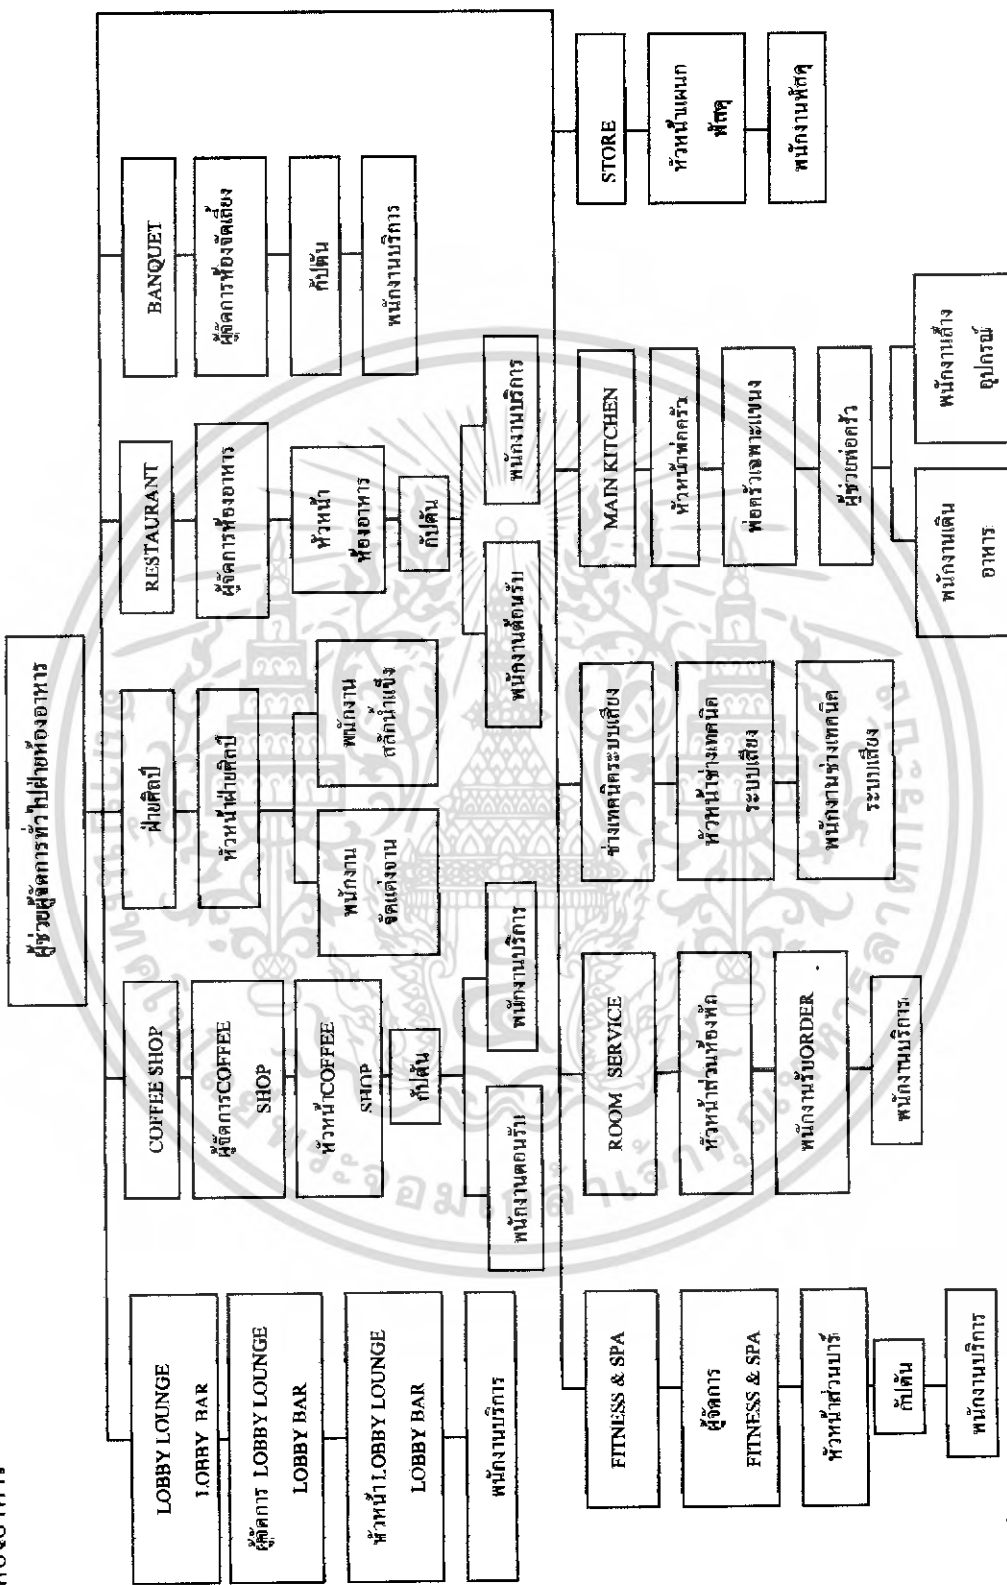 ผู้ช่วยผู้จัดการทั่วไปฝ่ายห้องอาหาร
LOBBY LOUNGE
LOBBY BAR
ผู้จัดการ LOBBY LOUNGE
LOBBY BAR
หัวหน้า LOBBY LOUNGE
LOBBY BAR
พนักงานบริการ
COFFEE SHOP
ผู้จัดการCOFFEE
SHOP
หัวหน้าCOFFEE
SHOP
กัปตัน
พนักงานตอนรับ
พนักงานบริการ
ฝ่ายศิลป์
หัวหน้าฝ่ายศิลป์
พนักงาน
จัดแต่งจาน
พนักงาน
สลักน้ำแข็ง
RESTAURANT
ผู้จัดการห้องอาหาร
หัวหน้า
ห้องอาหาร
กัปตัน
พนักงานต้อนรับ
พนักงานบริการ
BANQUET
ผู้จัดการห้องจัดเลี้ยง
กัปตัน
พนักงานบริการ
FITNESS & SPA
ผู้จัดการ
FITNESS & SPA
หัวหน้าส่วนบาร์
กัปตัน
พนักงานบริการ
ROOM SERVICE
หัวหน้าส่วนห้องพัก
พนักงานรับORDER
พนักงานบริการ
ช่างเทคนิคระบบเสียง
หัวหน้าช่างเทคนิค
ระบบเสียง
พนักงานช่างเทคนิค
ระบบเสียง
MAIN KITCHEN
หัวหน้าพ่อครัว
พ่อครัวเฉพาะแขนง
ผู้ช่วยพ่อครัว
พนักงานเดิน
อาหาร
พนักงานล้าง
อุปกรณ์
STORE
หัวหน้าแผนก
พัสดุ
พนักงานพัสดุ